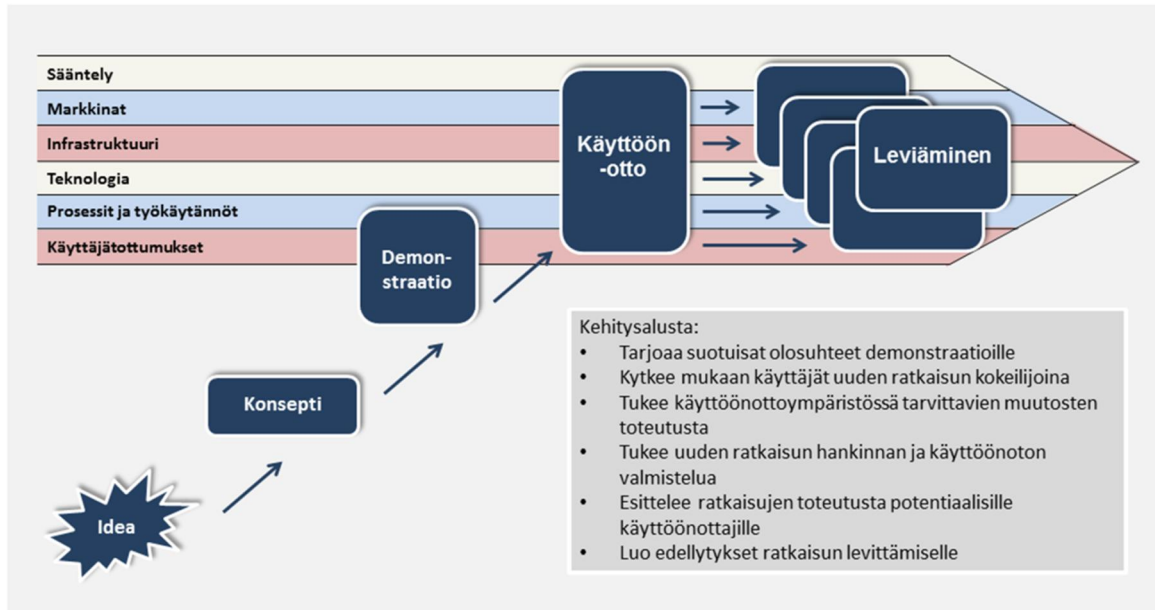 Sääntely
Markkinat
Infrastruktuuri
Teknologia
Prosessit ja työkäytännöt
Käyttäjätottumukset
Käyttöön
-otto
Leviäminen
Demon-
straatio
Konsepti
Idea
Kehitysalusta:
• Tarjoaa suotuisat olosuhteet demonstraatioille
• Kytkee mukaan käyttäjät uuden ratkaisun kokeilijoina
• Tukee käyttöönottoympäristössä tarvittavien muutosten
toteutusta
• Tukee uuden ratkaisun hankinnan ja käyttöönoton
valmistelua
• Esittelee ratkaisujen toteutusta potentiaalisille
käyttöönottajille
• Luo edellytykset ratkaisun levittämiselle